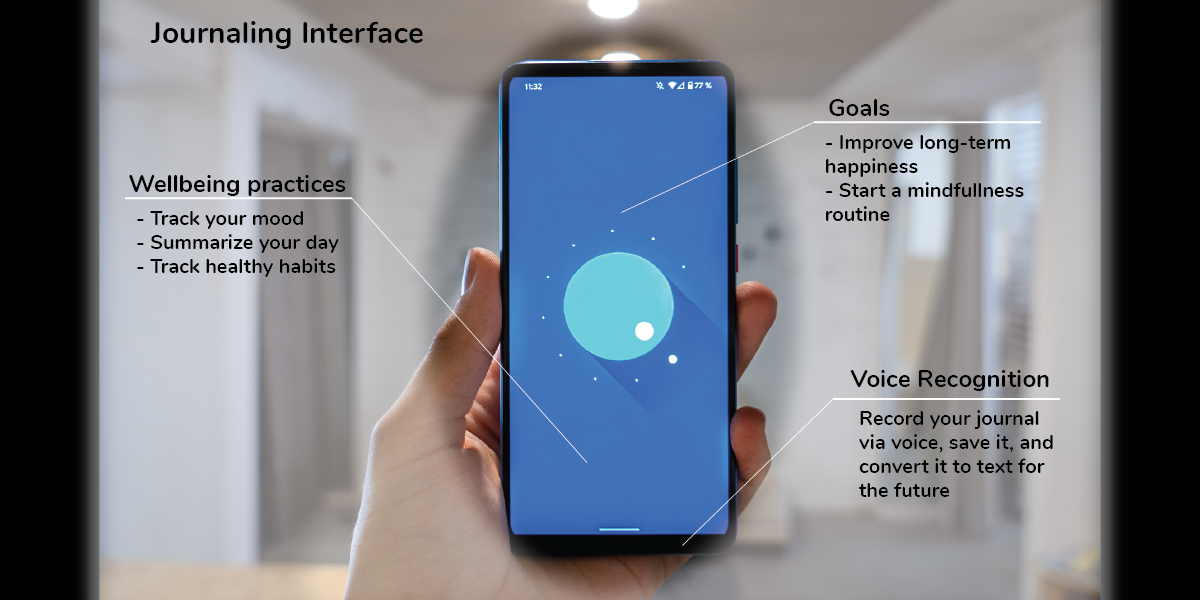 Journaling Interface
11:32
77 %
Goals
- Improve long-term
happiness
- Start a mindfullness
routine
Wellbeing practices
- Track your mood
- Summarize your day
- Track healthy habits
Voice Recognition
Record your journal
via voice, save it, and
convert it to text for
the future